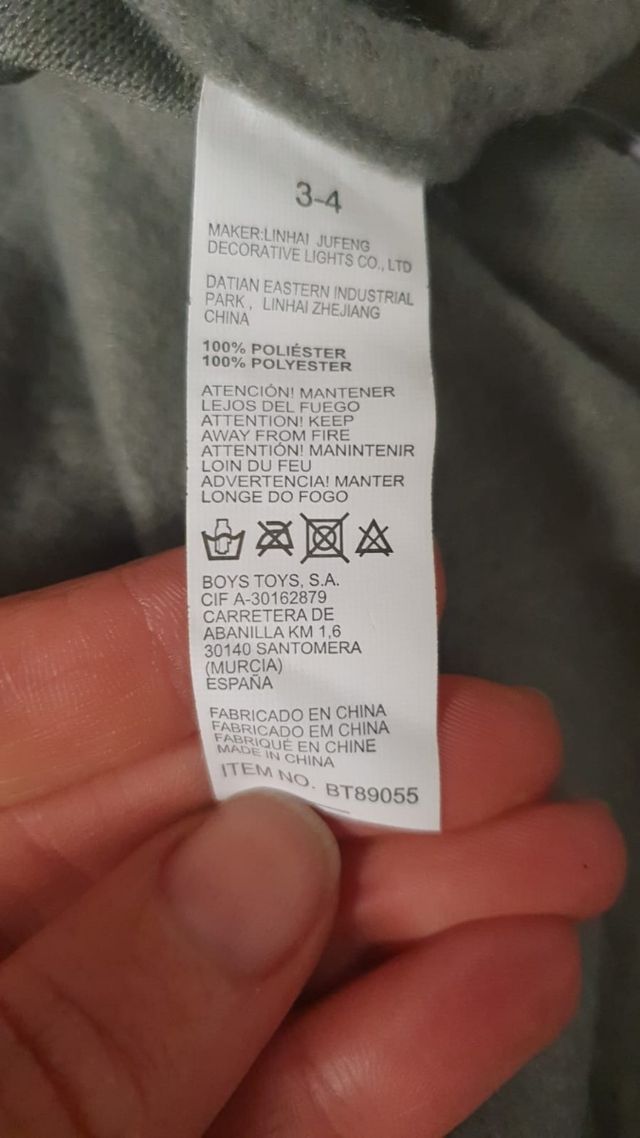 3-4
MAKER:LINHAI JUFENG
DECORATIVE LIGHTS CO., LTD
DATIAN EASTERN INDUSTRIAL
PARK, LINHAI ZHEJIANG
CHINA
100% POLIÉSTER
100% POLYESTER
ATENCIÓN! MANTENER
LEJOS DEL FUEGO
ATTENTION! KEEP
AWAY FROM FIRE
ATTENTIÓN! MANINTENIR
LOIN DU FEU
ADVERTENCIA! MANTER
LONGE DO FOGO
BOYS TOYS, S.A.
CIF A-30162879
CARRETERA DE
ABANILLA KM 1,6
30140 SANTOMERA
(MURCIA)
ESPAÑA
FABRICADO EN CHINA
FABRICADO EM CHINA
FABRIQUÉ EN CHINE
MADE IN CHINA
ITEM NO. BT89055